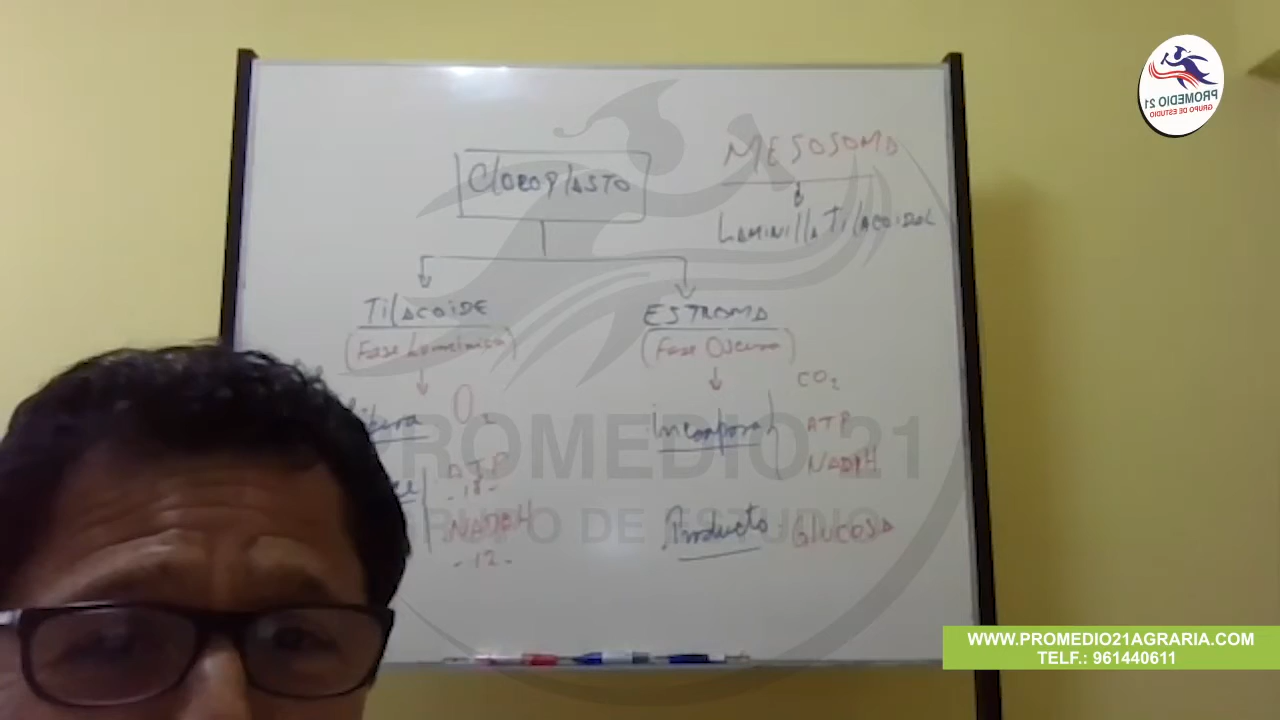 PROMEDIO 21
GRUPO DE ESTUDIO
MESOSOMA
Cloroplasto
Laminilla Tilacoidal
Tilacoide
ESTROMA
(Fase Luminica)
(Fase Oscura)
CO2
O2
Incorpora
ATP
ATP
NADPH
-18-
NADPH
Producto
GLUCOSA
-12-
PROMEDIO 21
GRUPO DE ESTUDIO
WWW.PROMEDIO21AGRARIA.COM
TELF.: 961440611